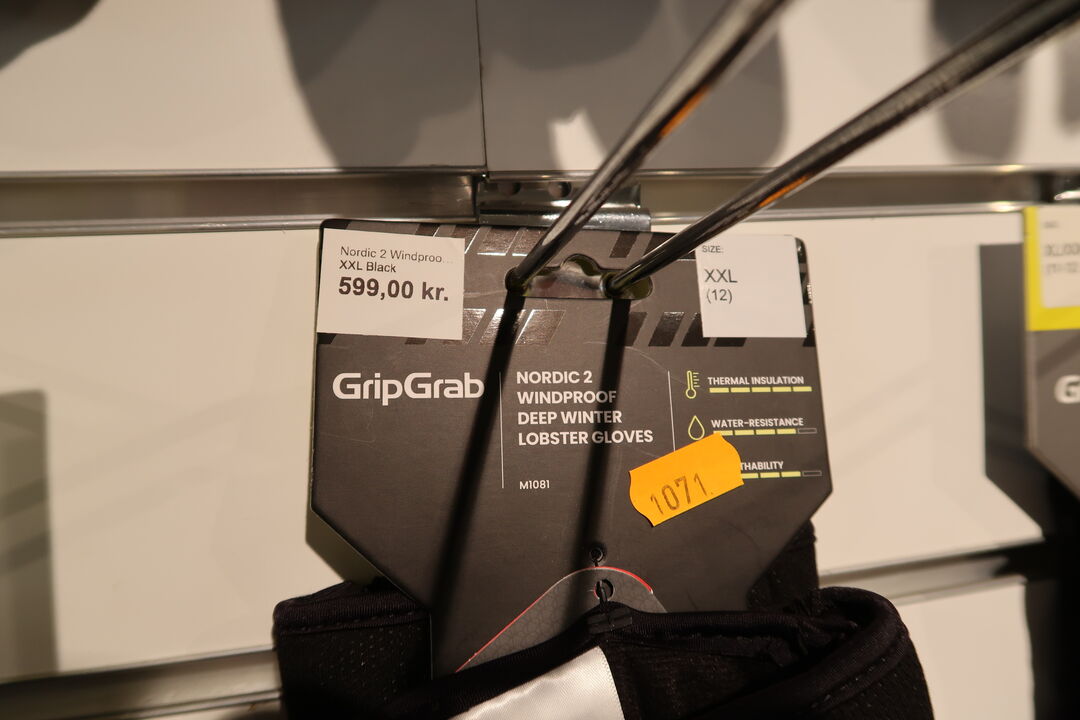 Nordic 2 Windproo...
XXL Black
599,00 kr.
SIZE:
XXL
(12)
GripGrab
NORDIC 2
WINDPROOF
DEEP WINTER
LOBSTER GLOVES
M1081
THERMAL INSULATION
WATER-RESISTANCE
THABILITY
1071
G